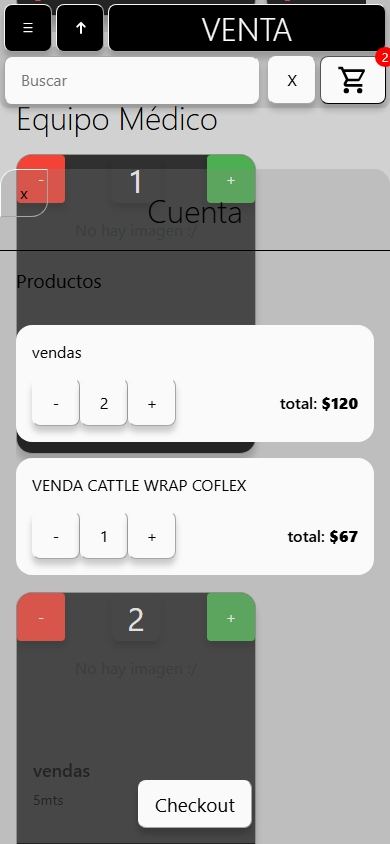 ☰ ↑ VENTA
Buscar X 2
Equipo Médico
- 1 +
x
Cuenta
No hay imagen :/
Productos
vendas
- 2 + total: $120
VENDA CATTLE WRAP COFLEX
- 1 + total: $67
- 2 +
No hay imagen :/
vendas
5mts
Checkout